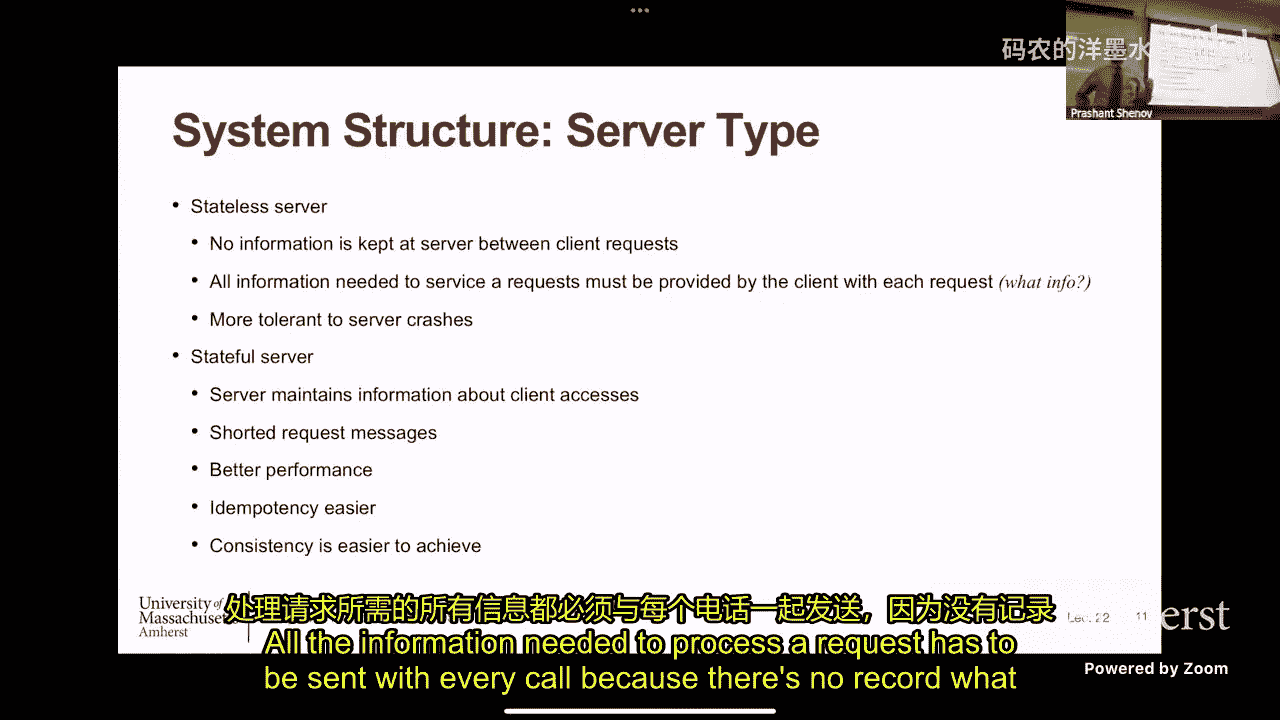 码农的洋墨水
Prashant Shenoy
System Structure: Server Type
• Stateless server
• No information is kept at server between client requests
• All information needed to service a requests must be provided by the client with each request (what info?)
• More tolerant to server crashes
• Stateful server
• Server maintains information about client accesses
• Shorted request messages
• Better performance
• Idempotency easier
• Consistency is easier to achieve
University of
Massachuse
Amherst
Lec. 22
11
erst
处理请求所需的所有信息都必须与每个电话一起发送，因为没有记录
All the information needed to process a request has to
be sent with every call because there's no record what
Powered by Zoom